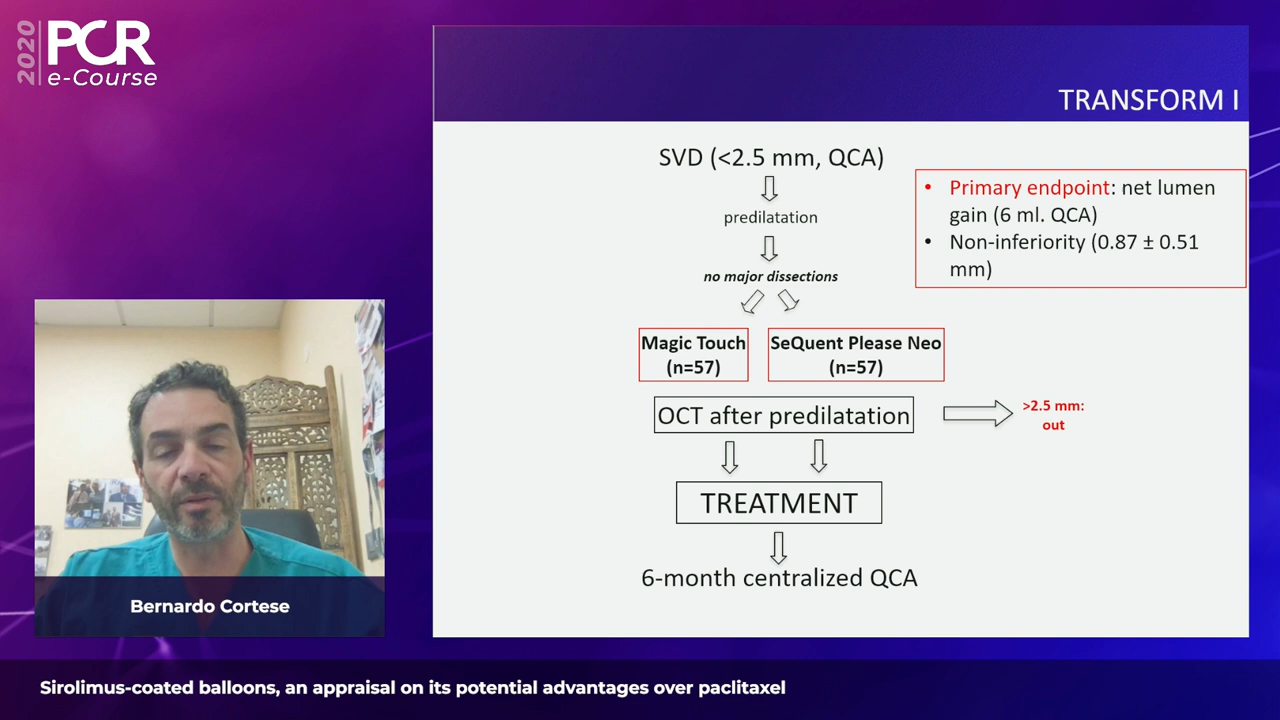 2020
PCR
e-Course
TRANSFORM I
SVD (<2.5 mm, QCA)
predilatation
no major dissections
• Primary endpoint: net lumen
gain (6 ml. QCA)
• Non-inferiority (0.87 ± 0.51
mm)
Magic Touch
(n=57)
SeQuent Please Neo
(n=57)
OCT after predilatation
>2.5 mm:
out
TREATMENT
6-month centralized QCA
Bernardo Cortese
Sirolimus-coated balloons, an appraisal on its potential advantages over paclitaxel